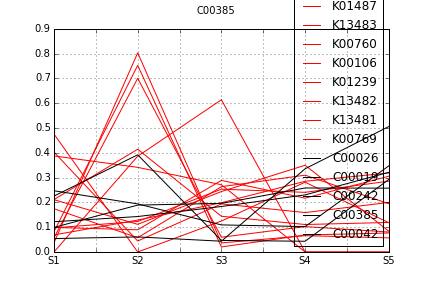 C00385
K01487
K13483
K00760
K00106
K01239
K13482
K13481
K00769
C00026
C00019
C00242
C00385
C00042
0.9
0.8
0.7
0.6
0.5
0.4
0.3
0.2
0.1
0.0
S1 S2 S3 S4 S5